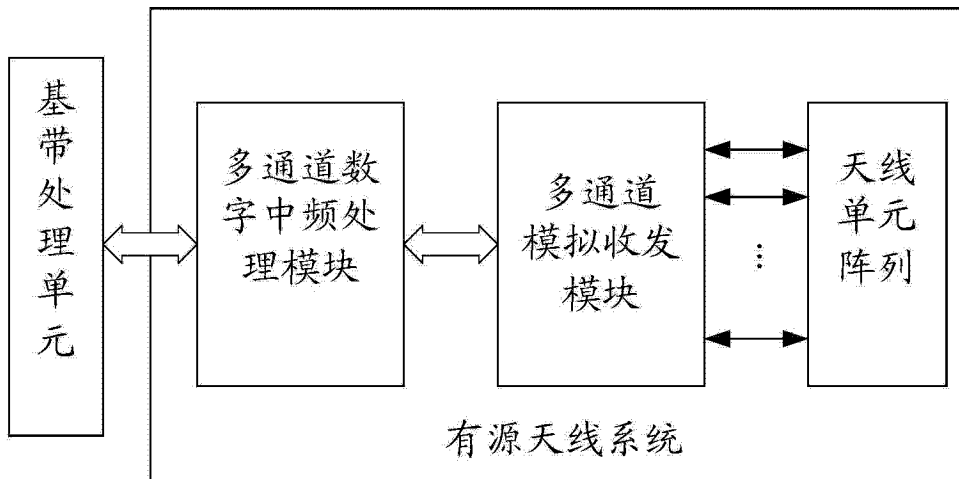 基
带
处
理
单
元
多通道数
字中频处
理模块
多通道
模拟收发
模块
天线
单元
阵列
有源天线系统